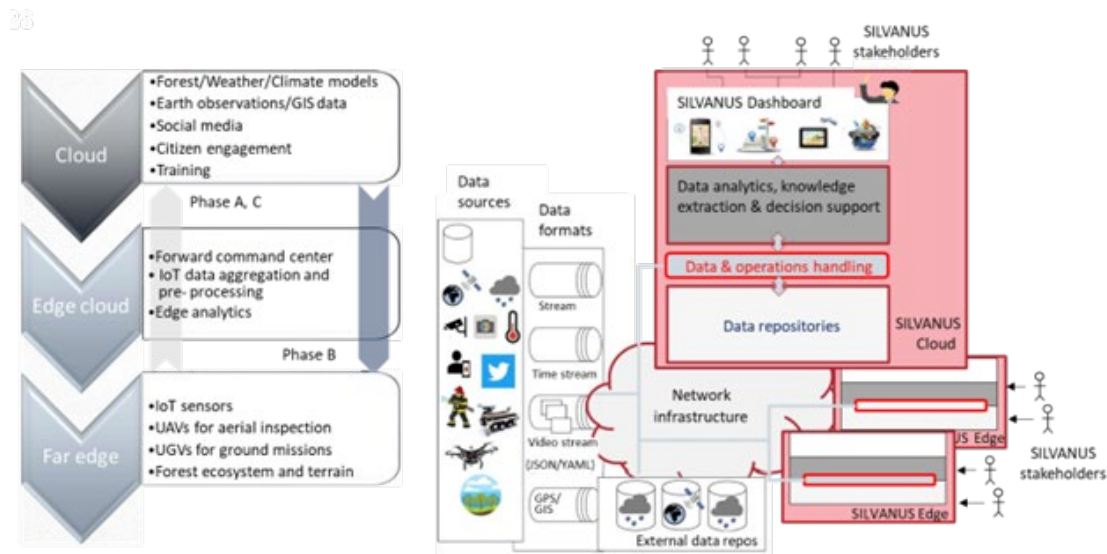 Cloud
•Forest/Weather/Climate models
•Earth observations/GIS data
•Social media
•Citizen engagement
•Training
Phase A, C
Edge cloud
•Forward command center
• IoT data aggregation and
pre- processing
•Edge analytics
Phase B
Far edge
•IoT sensors
•UAVs for aerial inspection
•UGVs for ground missions
•Forest ecosystem and terrain
Data
sources
Data
formats
Stream
Time stream
Video stream
(JSON/YAML)
GPS/
GIS
External data repos
Network
infrastructure
SILVANUS
stakeholders
SILVANUS Dashboard
Data analytics, knowledge
extraction & decision support
Data & operations handling
Data repositories
SILVANUS
Cloud
US Edge
SILVANUS Edge
SILVANUS
stakeholders